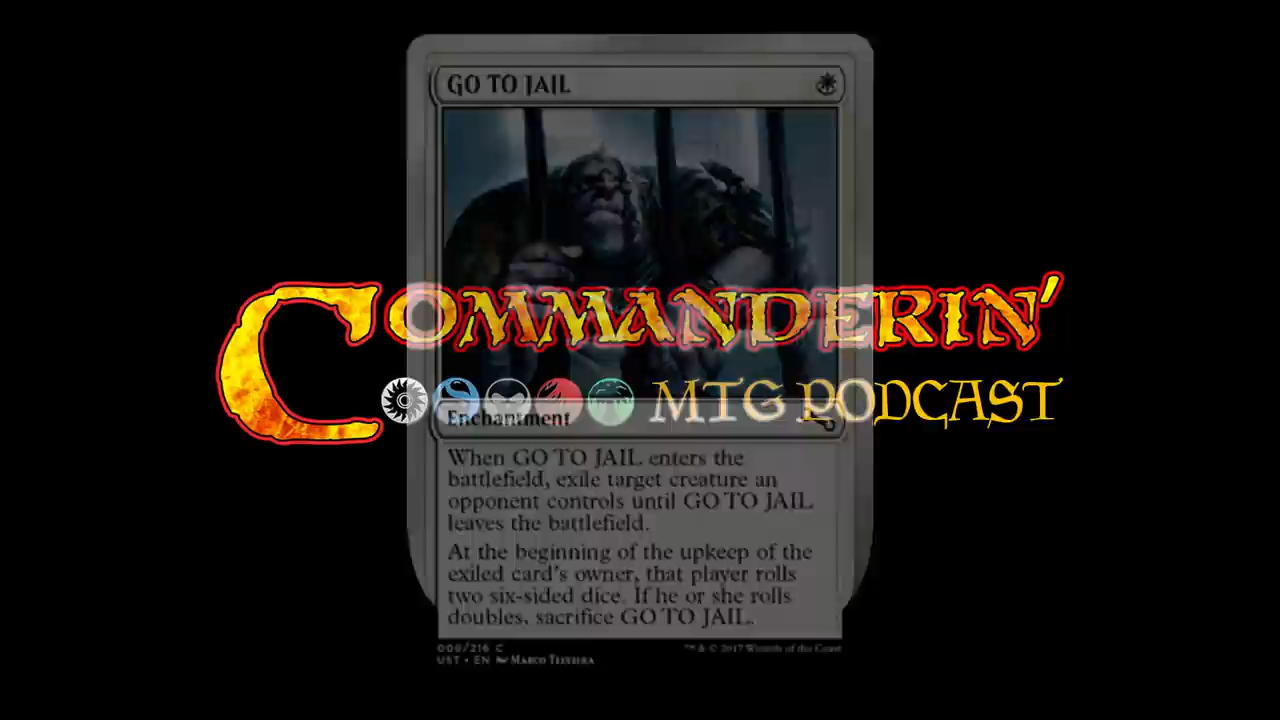 GO TO JAIL
COMMANDERIN'
MTG PODCAST
Enchantment
When GO TO JAIL enters the
battlefield, exile target creature an
opponent controls until GO TO JAIL
leaves the battlefield.
At the beginning of the upkeep of the
exiled card's owner, that player rolls
two six-sided dice. If he or she rolls
doubles, sacrifice GO TO JAIL.
008/216 C
™ & © 2017 Wizards of the Coast
UST • EN Marco Teixeira